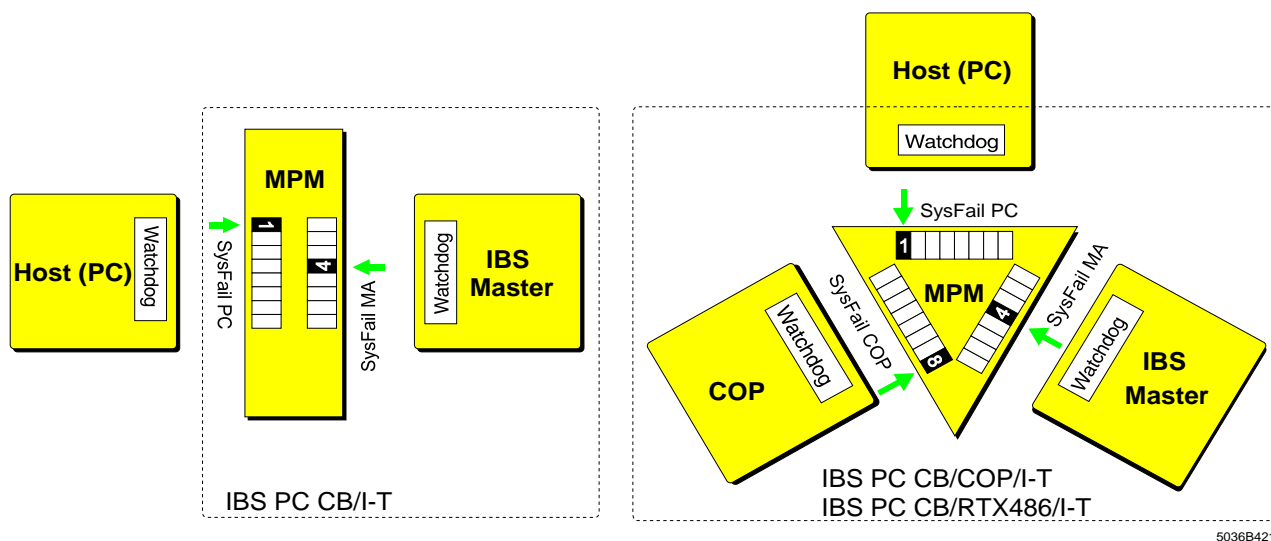 Host (PC)
Watchdog
SysFail PC
MPM
1
4
SysFail MA
Watchdog
IBS
Master
IBS PC CB/I-T
Host (PC)
Watchdog
SysFail PC
1
MPM
4
8
SysFail COP
SysFail MA
COP
Watchdog
Watchdog
IBS
Master
IBS PC CB/COP/I-T
IBS PC CB/RTX486/I-T
5036B421